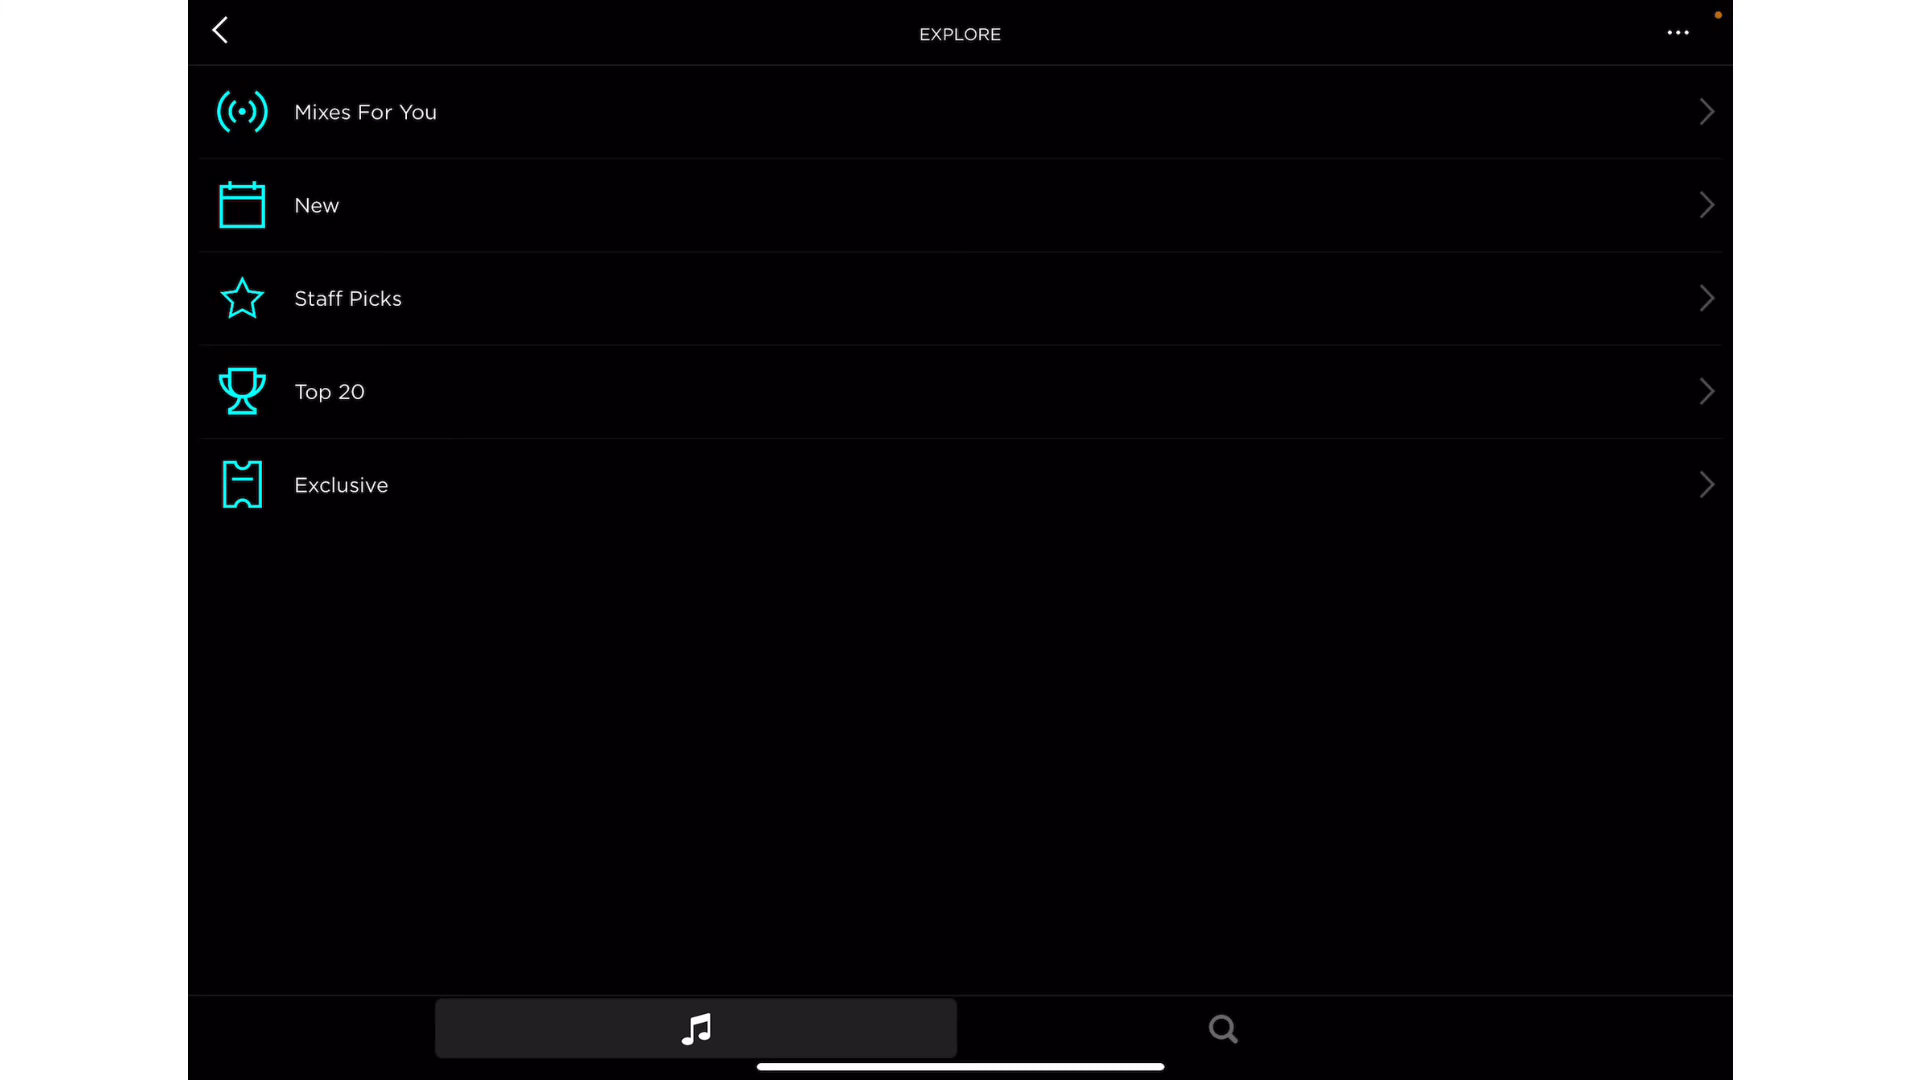 EXPLORE
Mixes For You
New
Staff Picks
Top 20
Exclusive